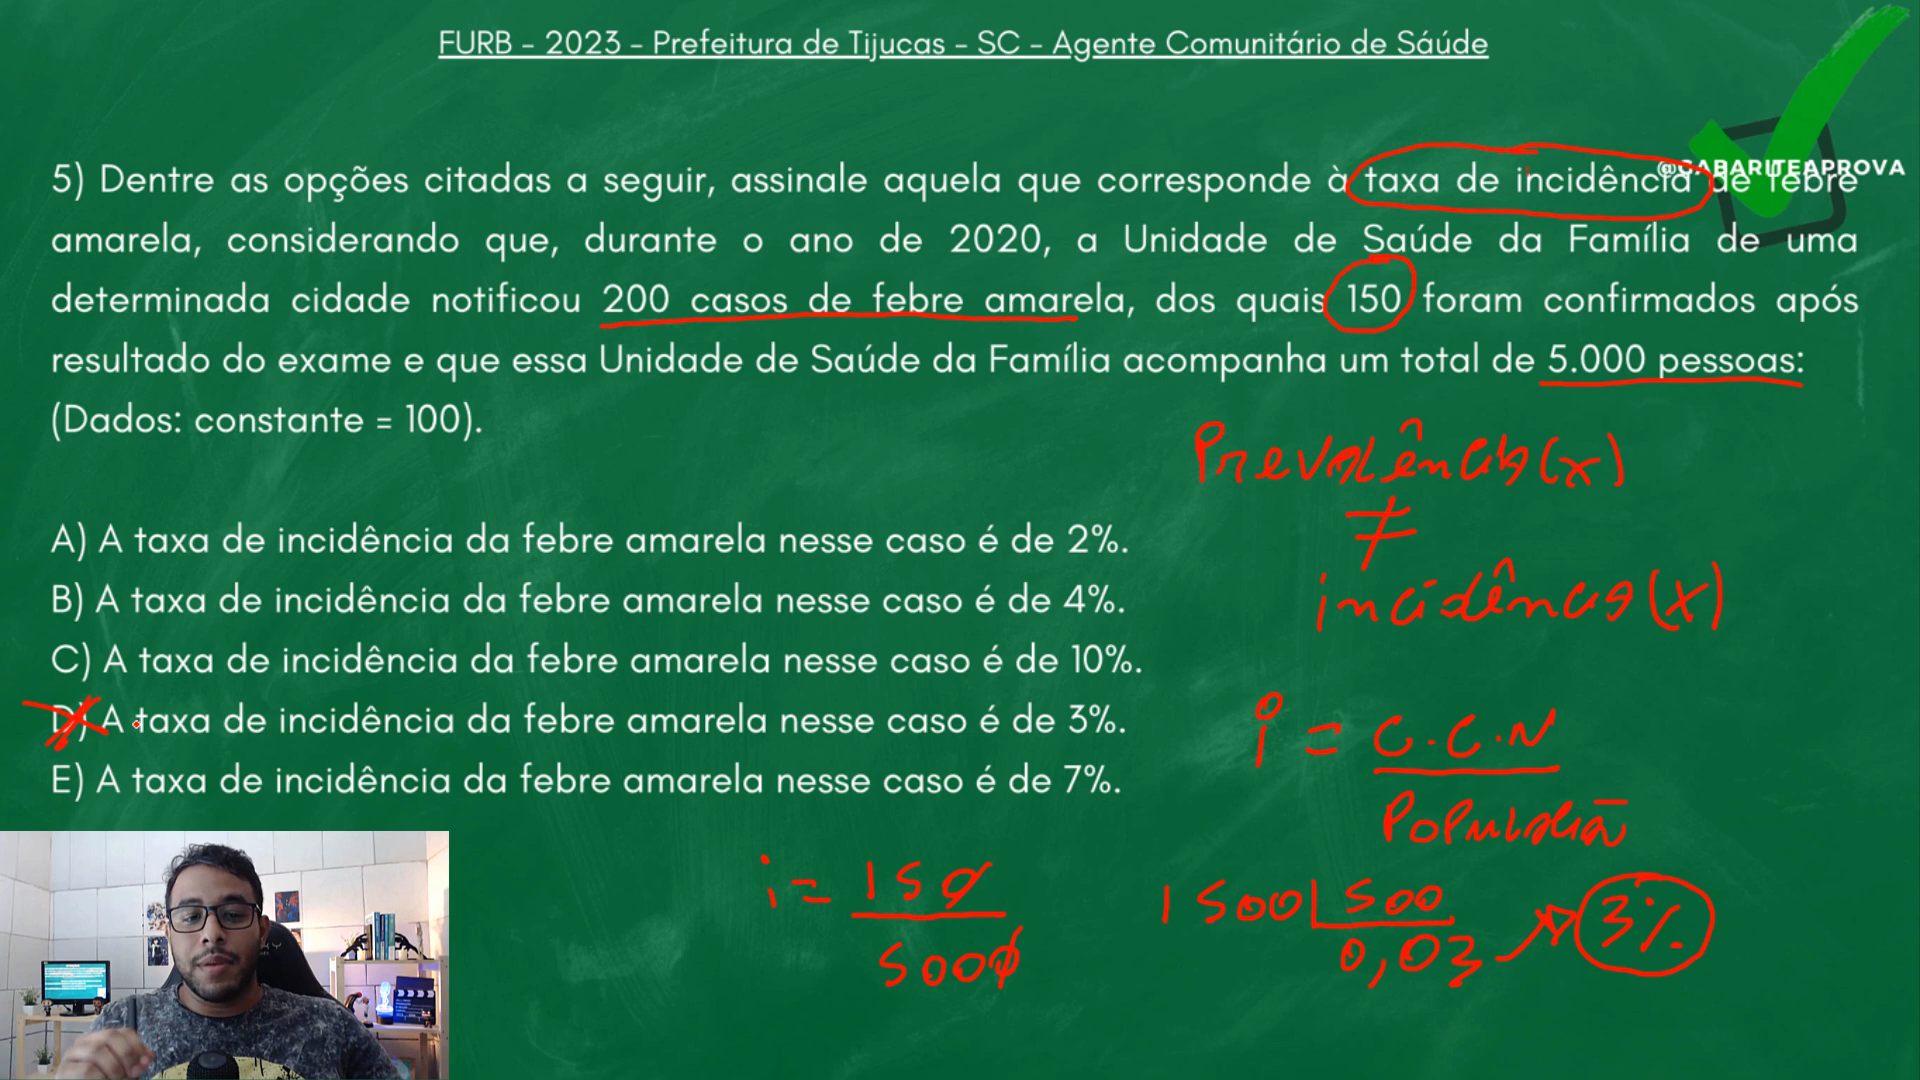 FURB - 2023 - Prefeitura de Tijucas - SC - Agente Comunitário de Sáúde
@GABARITEAPROVA
5) Dentre as opções citadas a seguir, assinale aquela que corresponde à taxa de incidência de febre
amarela, considerando que, durante o ano de 2020, a Unidade de Saúde da Família de uma
determinada cidade notificou 200 casos de febre amarela, dos quais 150 foram confirmados após
resultado do exame e que essa Unidade de Saúde da Família acompanha um total de 5.000 pessoas:
(Dados: constante = 100).
Prevalência (x)
≠
incidência (x)
A) A taxa de incidência da febre amarela nesse caso é de 2%.
B) A taxa de incidência da febre amarela nesse caso é de 4%.
C) A taxa de incidência da febre amarela nesse caso é de 10%.
D) A taxa de incidência da febre amarela nesse caso é de 3%.
E) A taxa de incidência da febre amarela nesse caso é de 7%.
i = C.C.N
População
i = 150
5000
1500 500
0,03 → 3%